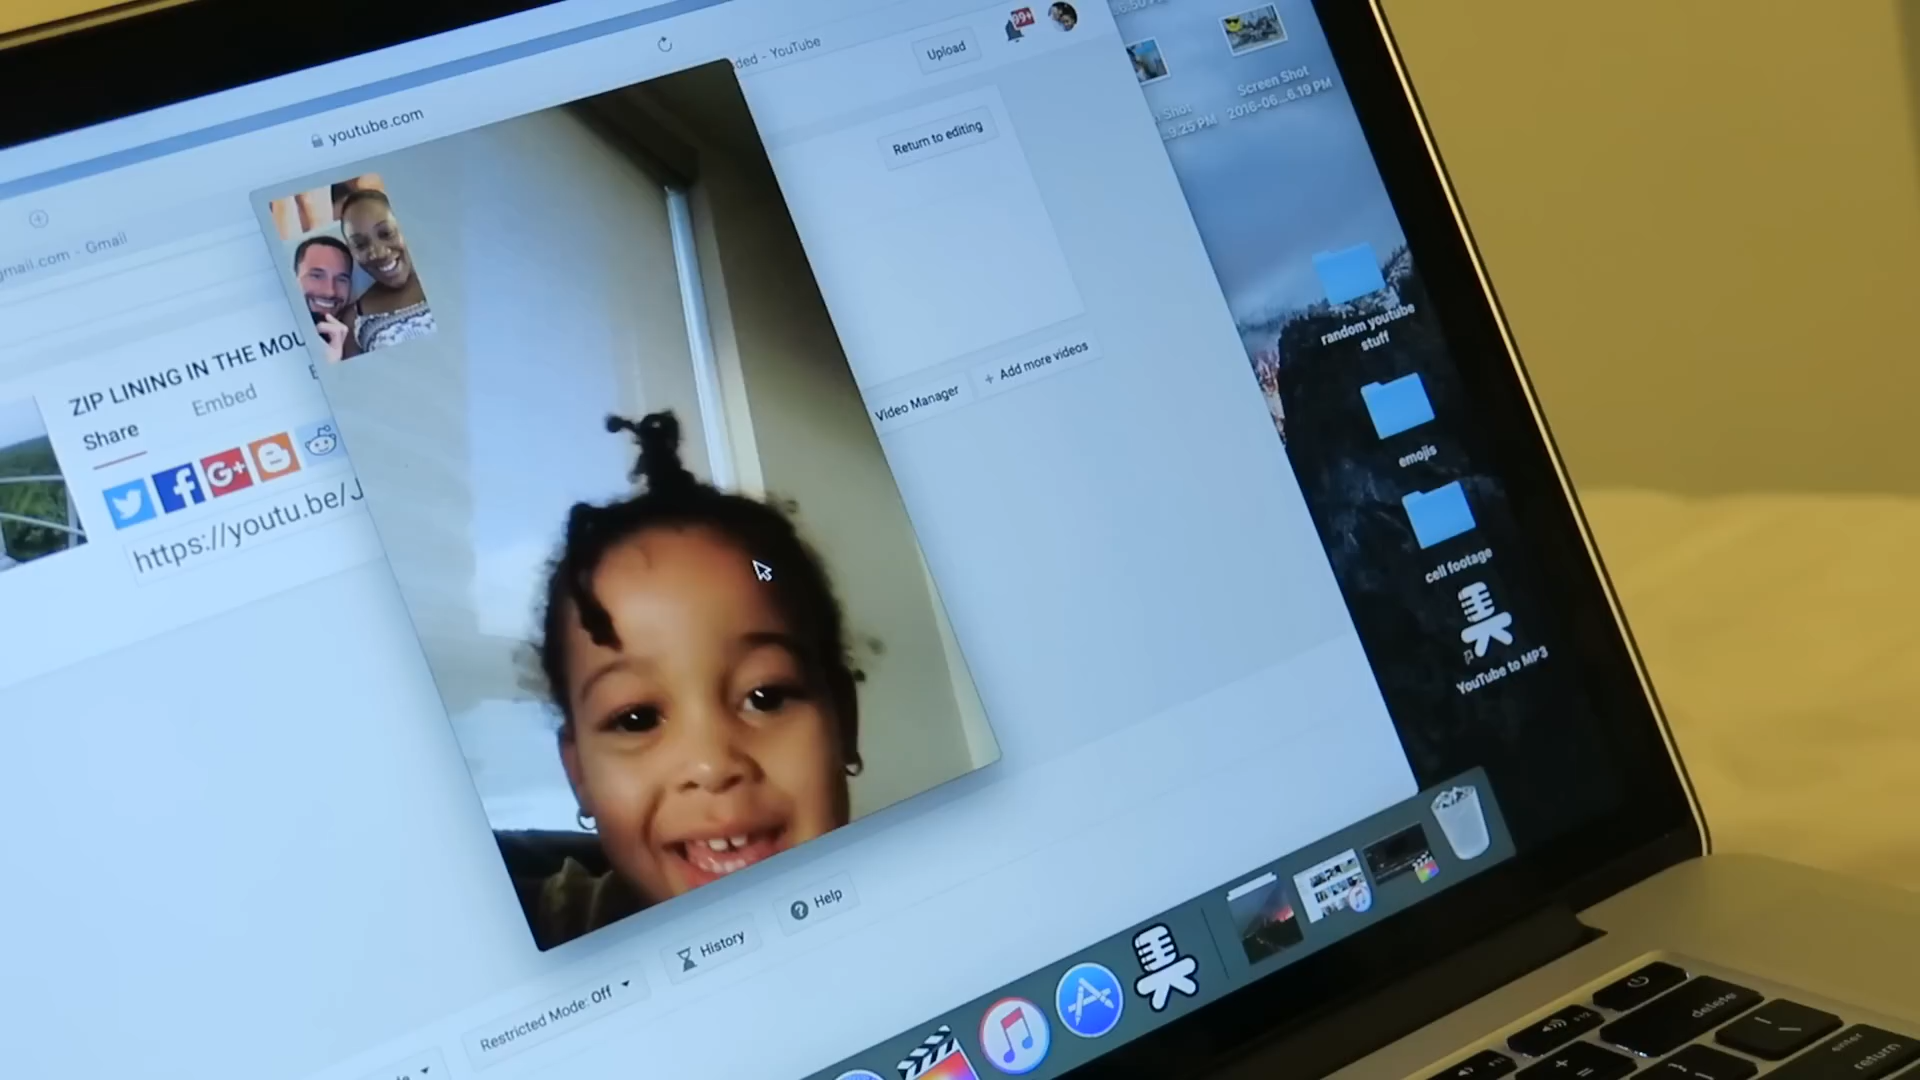 ded - YouTube
Upload
99+
youtube.com
Return to editing
gmail.com - Gmail
Screen Shot
2016-06...6.19 PM
Shot
...9.25 PM
ZIP LINING IN THE MOU
Share
Embed
https://youtu.be/J
Video Manager
+ Add more videos
random youtube
stuff
emojis
cell footage
YouTube to MP3
Restricted Mode: Off
History
Help
delete
enter
return